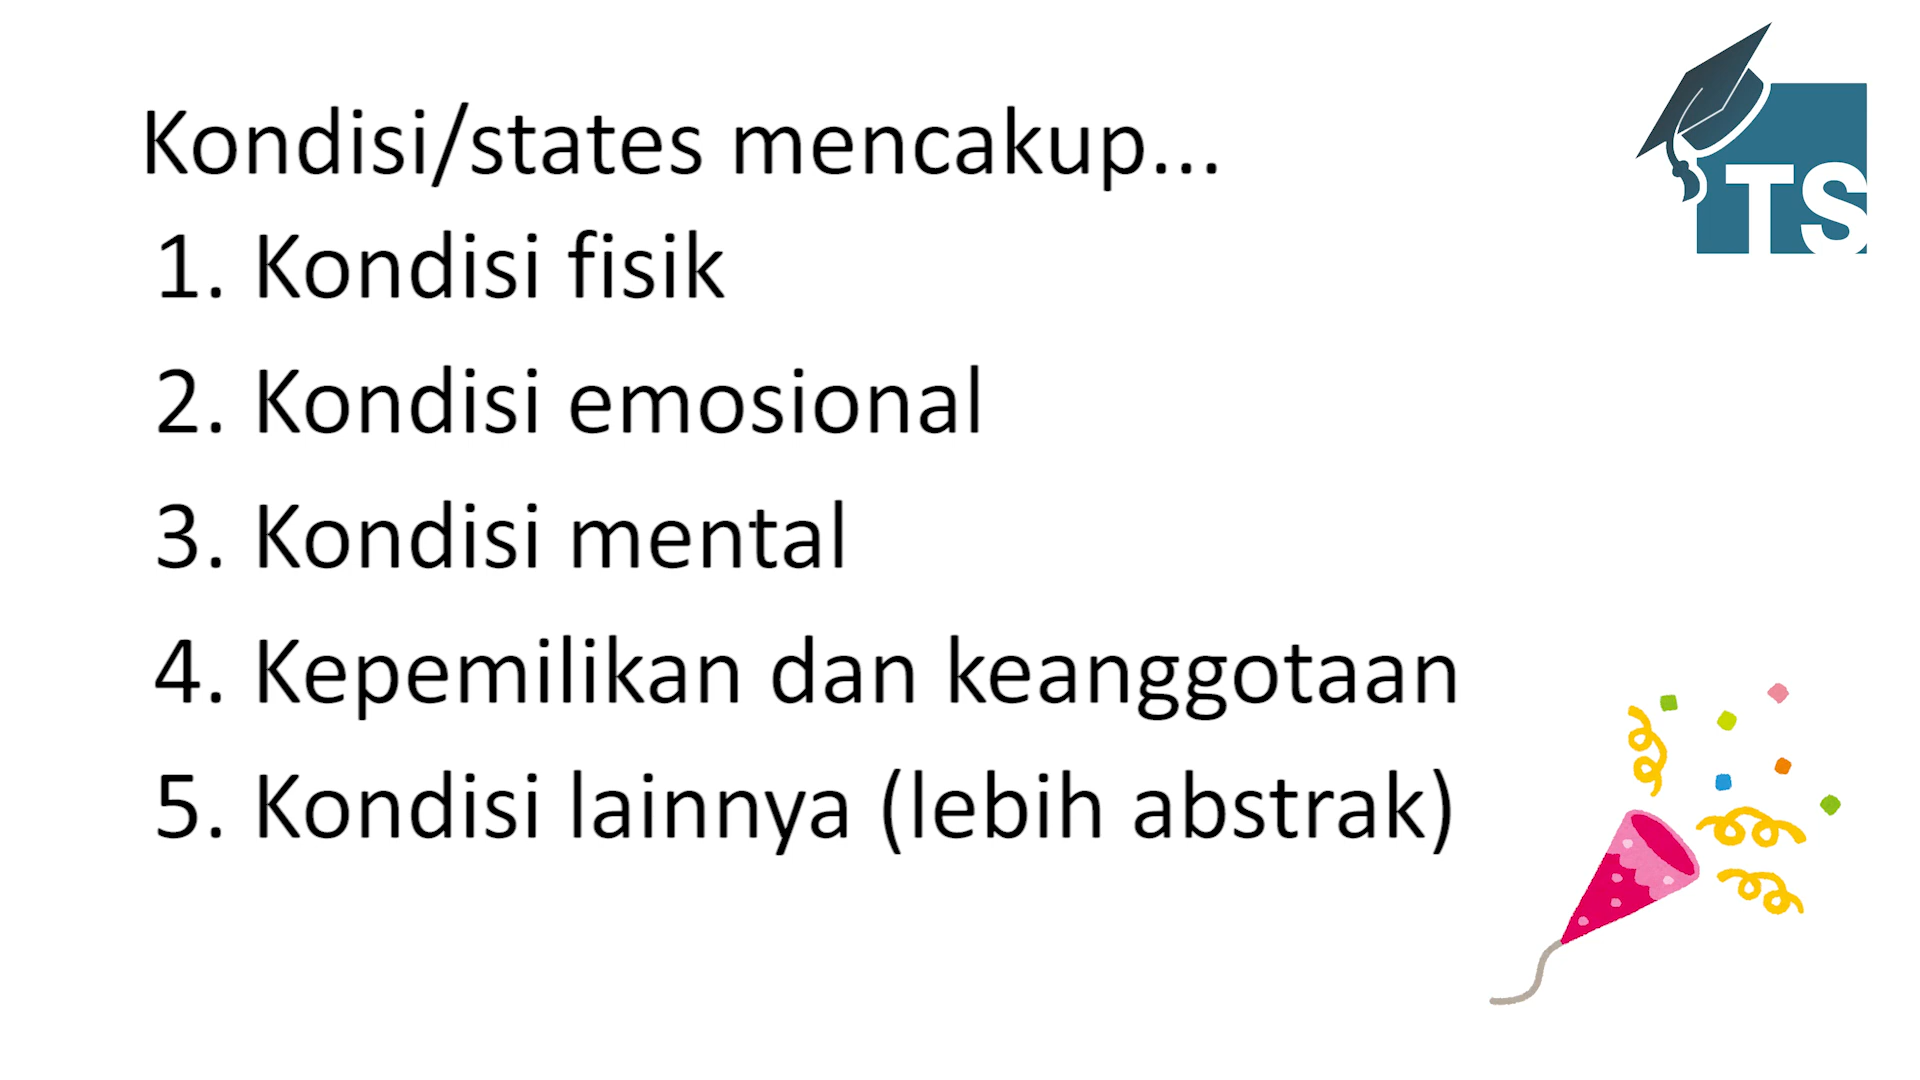 TS
Kondisi/states mencakup...
1. Kondisi fisik
2. Kondisi emosional
3. Kondisi mental
4. Kepemilikan dan keanggotaan
5. Kondisi lainnya (lebih abstrak)